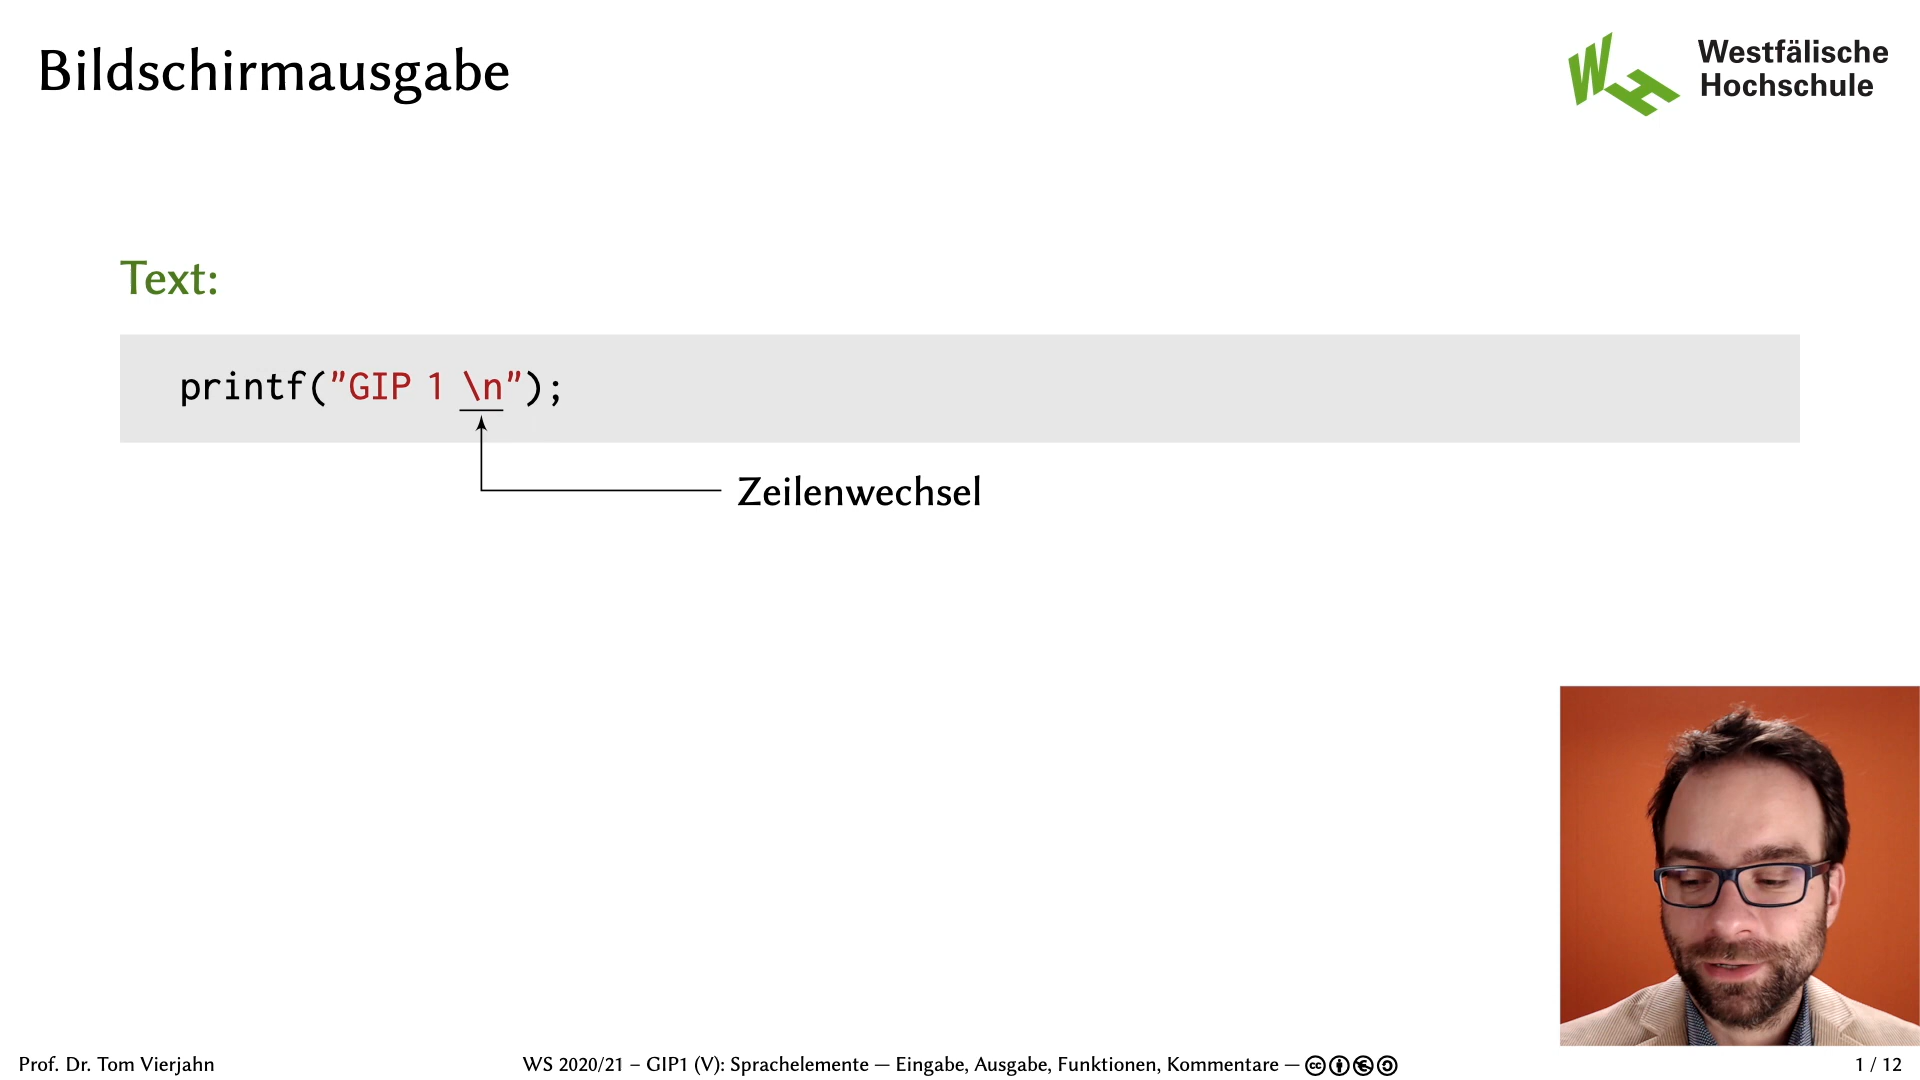 Bildschirmausgabe
Westfälische
Hochschule
Text:
printf("GIP 1 \n");
Zeilenwechsel
Prof. Dr. Tom Vierjahn
WS 2020/21 – GIP1 (V): Sprachelemente — Eingabe, Ausgabe, Funktionen, Kommentare —
1 / 12